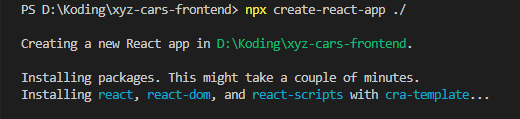 PS D:\Koding\xyz-cars-frontend> npx create-react-app ./
Creating a new React app in D:\Koding\xyz-cars-frontend.
Installing packages. This might take a couple of minutes.
Installing react, react-dom, and react-scripts with cra-template...